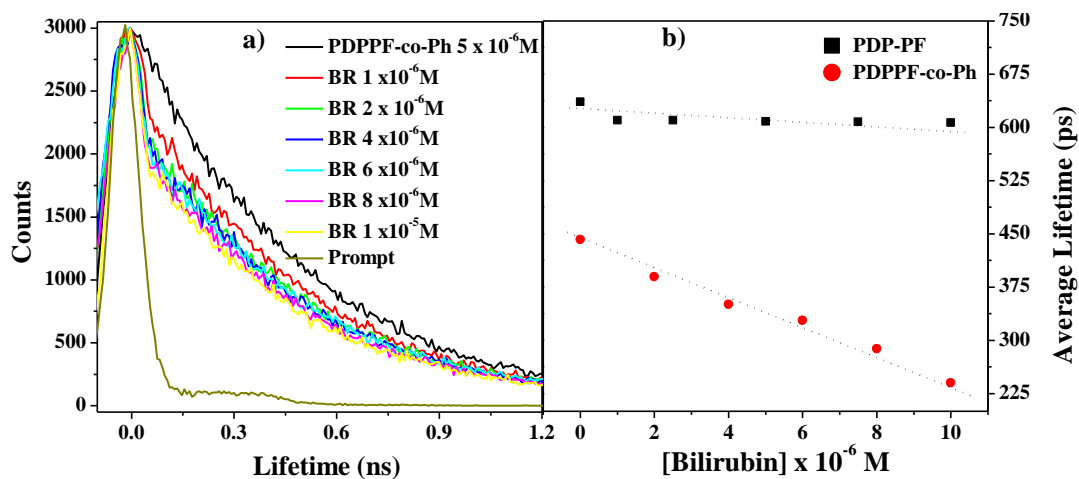 a)
PDPPF-co-Ph 5 x 10⁻⁶M
BR 1 x10⁻⁶M
BR 2 x 10⁻⁶M
BR 4 x10⁻⁶M
BR 6 x10⁻⁶M
BR 8 x10⁻⁶M
BR 1 x10⁻⁵M
Prompt
3000
2500
2000
1500
1000
500
0
Counts
0.0
0.3
0.6
0.9
1.2
Lifetime (ns)
b)
PDP-PF
PDPPF-co-Ph
750
675
600
525
450
375
300
225
Average Lifetime (ps)
0
2
4
6
8
10
[Bilirubin] x 10⁻⁶ M